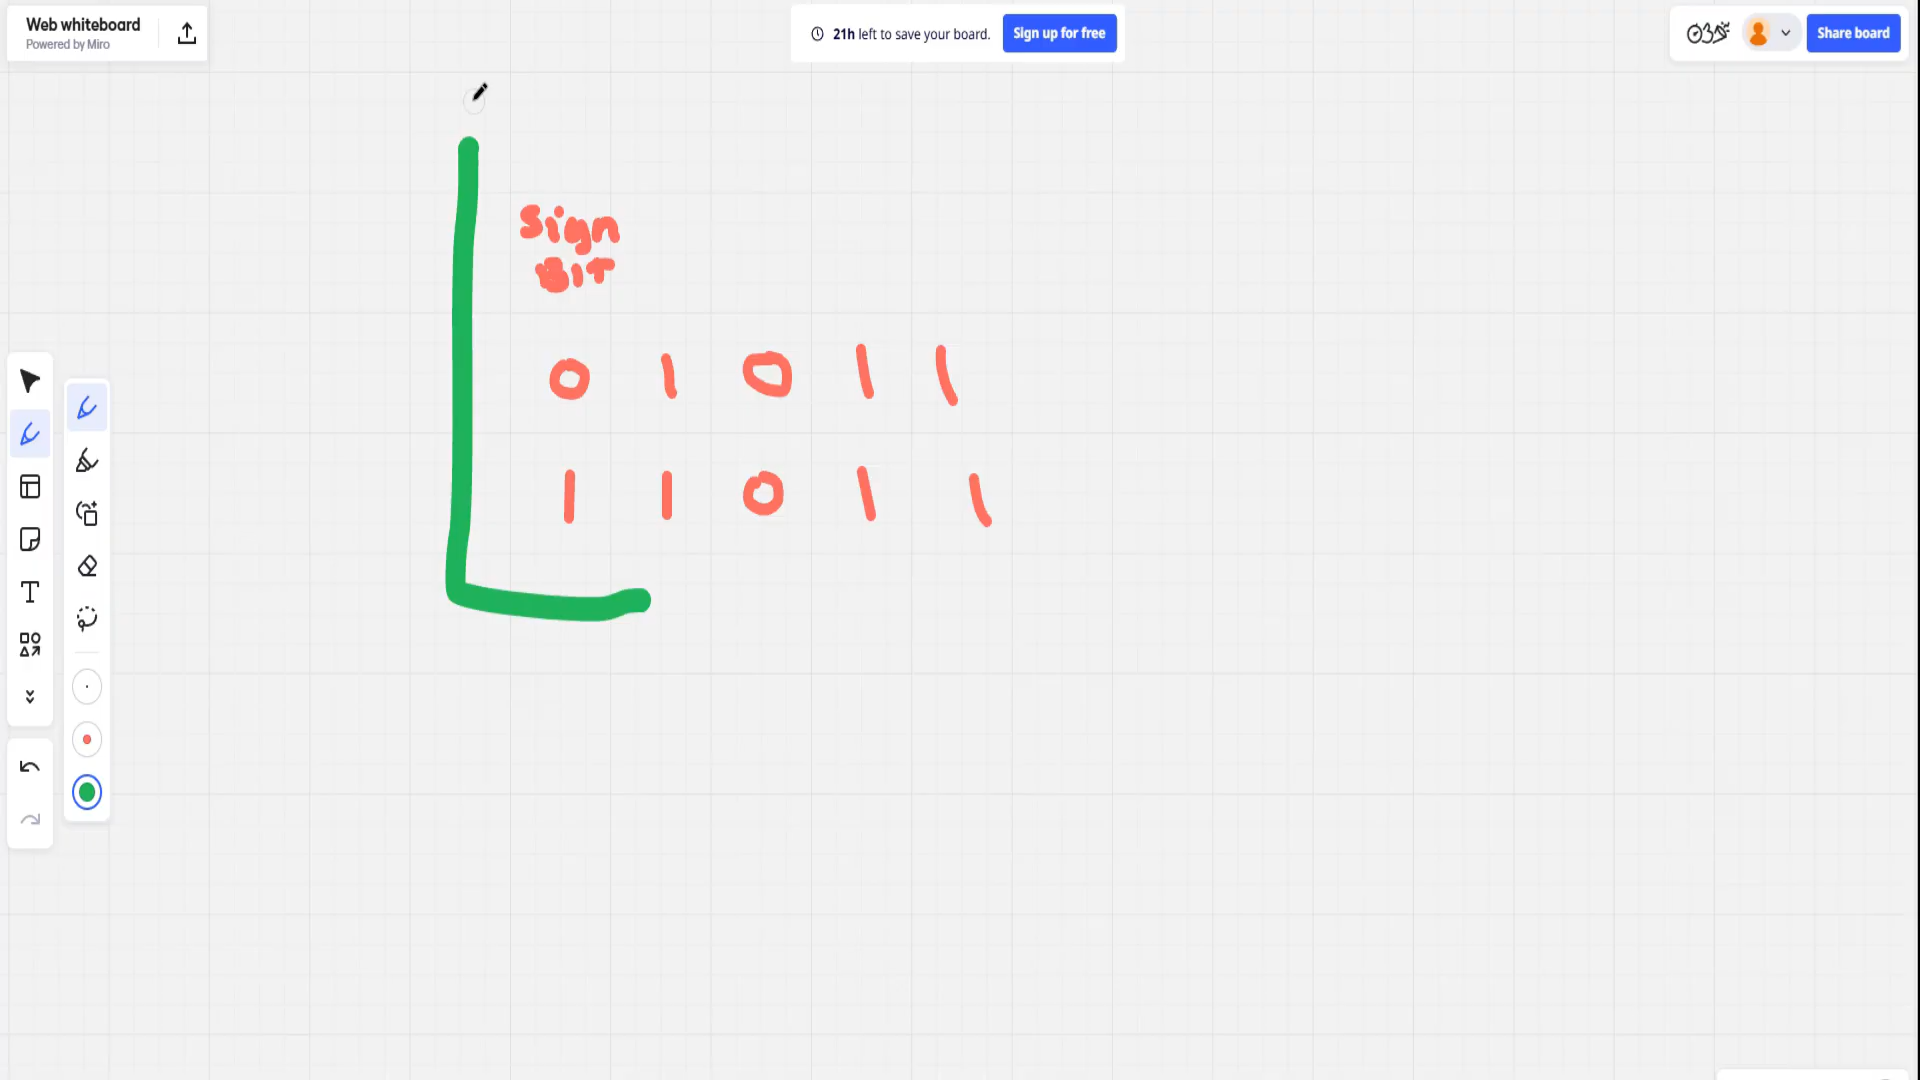 Web whiteboard
Powered by Miro
21h left to save your board.
Sign up for free
Share board
Sign
BIT
0 1 0 1 1
1 1 0 1 1